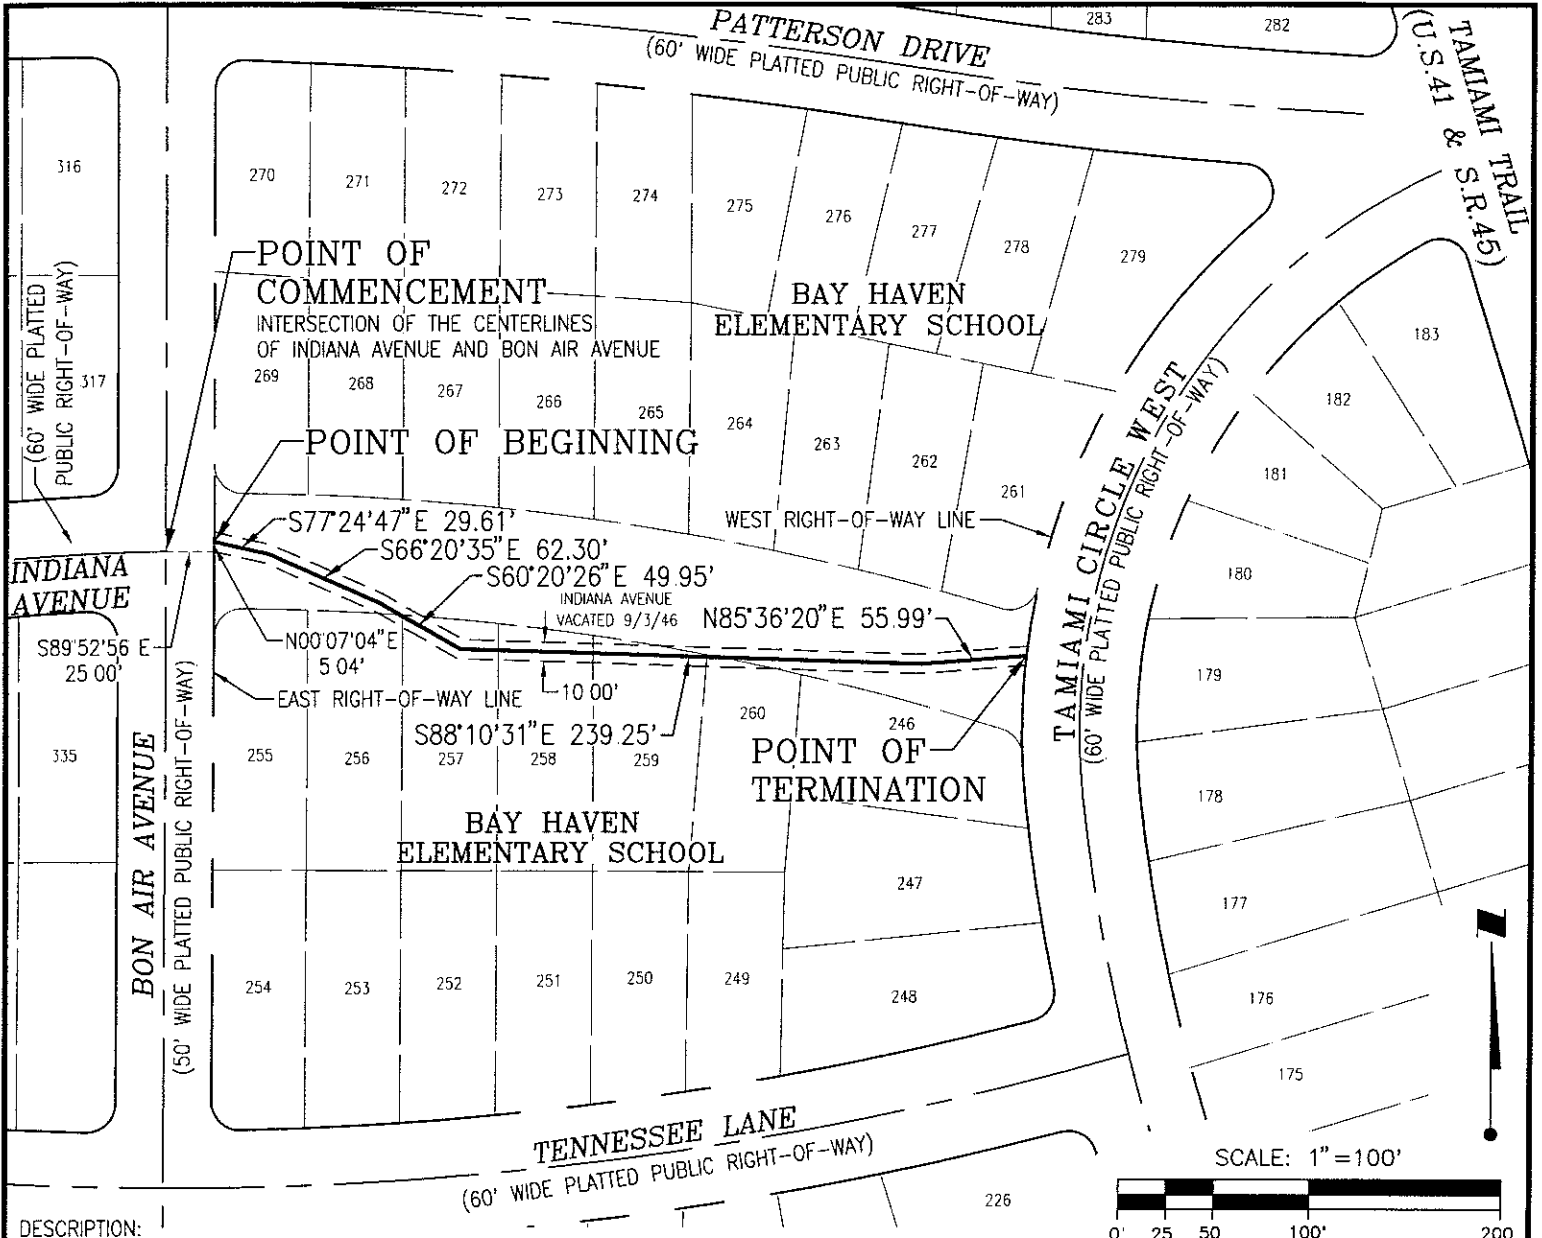 283
282
PATTERSON DRIVE
(60' WIDE PLATTED PUBLIC RIGHT-OF-WAY)
TAMIAMI TRAIL
(U.S.41 & S.R.45)
316
270
271
272
273
274
275
276
277
278
279
183
POINT OF
COMMENCEMENT
INTERSECTION OF THE CENTERLINES
OF INDIANA AVENUE AND BON AIR AVENUE
BAY HAVEN
ELEMENTARY SCHOOL
(60' WIDE PLATTED
PUBLIC RIGHT-OF-WAY)
317
269
268
267
266
265
264
263
262
261
182
181
POINT OF BEGINNING
WEST RIGHT-OF-WAY LINE
TAMIAMI CIRCLE WEST
(60' WIDE PLATTED PUBLIC RIGHT-OF-WAY)
S77°24'47"E 29.61'
S66°20'35"E 62.30'
S60°20'26"E 49.95'
INDIANA AVENUE
VACATED 9/3/46
N85°36'20"E 55.99'
180
INDIANA
AVENUE
S89°52'56 E
25 00'
N00°07'04"E
5 04'
EAST RIGHT-OF-WAY LINE
10 00'
S88°10'31"E 239.25'
179
335
255
256
257
258
259
260
246
POINT OF
TERMINATION
178
BON AIR AVENUE
(50' WIDE PLATTED PUBLIC RIGHT-OF-WAY)
BAY HAVEN
ELEMENTARY SCHOOL
247
177
254
253
252
251
250
249
248
176
175
N
TENNESSEE LANE
(60' WIDE PLATTED PUBLIC RIGHT-OF-WAY)
226
SCALE: 1"=100'
0' 25 50 100' 200
DESCRIPTION: